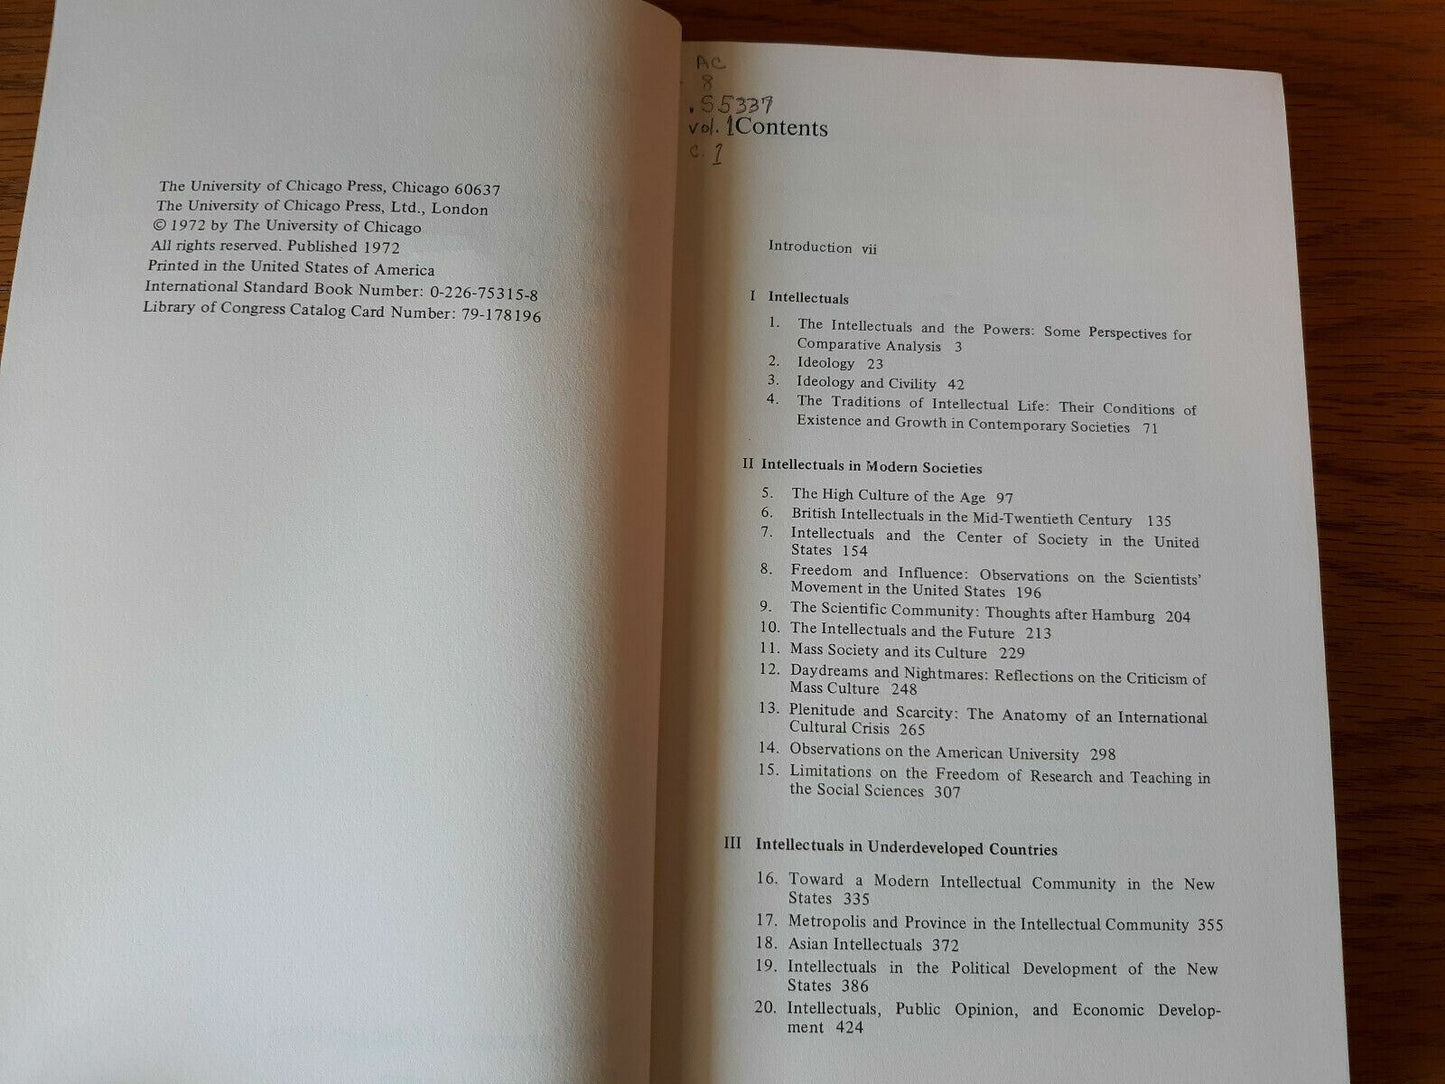 The University of Chicago Press, Chicago 60637
The University of Chicago Press, Ltd., London
© 1972 by The University of Chicago
All rights reserved. Published 1972
Printed in the United States of America
International Standard Book Number: 0-226-75315-8
Library of Congress Catalog Card Number: 79-178196
AC
8
.S5337
vol. 1
c. 1
Contents
Introduction vii
I Intellectuals
1. The Intellectuals and the Powers: Some Perspectives for
Comparative Analysis 3
2. Ideology 23
3. Ideology and Civility 42
4. The Traditions of Intellectual Life: Their Conditions of
Existence and Growth in Contemporary Societies 71
II Intellectuals in Modern Societies
5. The High Culture of the Age 97
6. British Intellectuals in the Mid-Twentieth Century 135
7. Intellectuals and the Center of Society in the United
States 154
8. Freedom and Influence: Observations on the Scientists'
Movement in the United States 196
9. The Scientific Community: Thoughts after Hamburg 204
10. The Intellectuals and the Future 213
11. Mass Society and its Culture 229
12. Daydreams and Nightmares: Reflections on the Criticism of
Mass Culture 248
13. Plenitude and Scarcity: The Anatomy of an International
Cultural Crisis 265
14. Observations on the American University 298
15. Limitations on the Freedom of Research and Teaching in
the Social Sciences 307
III Intellectuals in Underdeveloped Countries
16. Toward a Modern Intellectual Community in the New
States 335
17. Metropolis and Province in the Intellectual Community 355
18. Asian Intellectuals 372
19. Intellectuals in the Political Development of the New
States 386
20. Intellectuals, Public Opinion, and Economic Develop-
ment 424